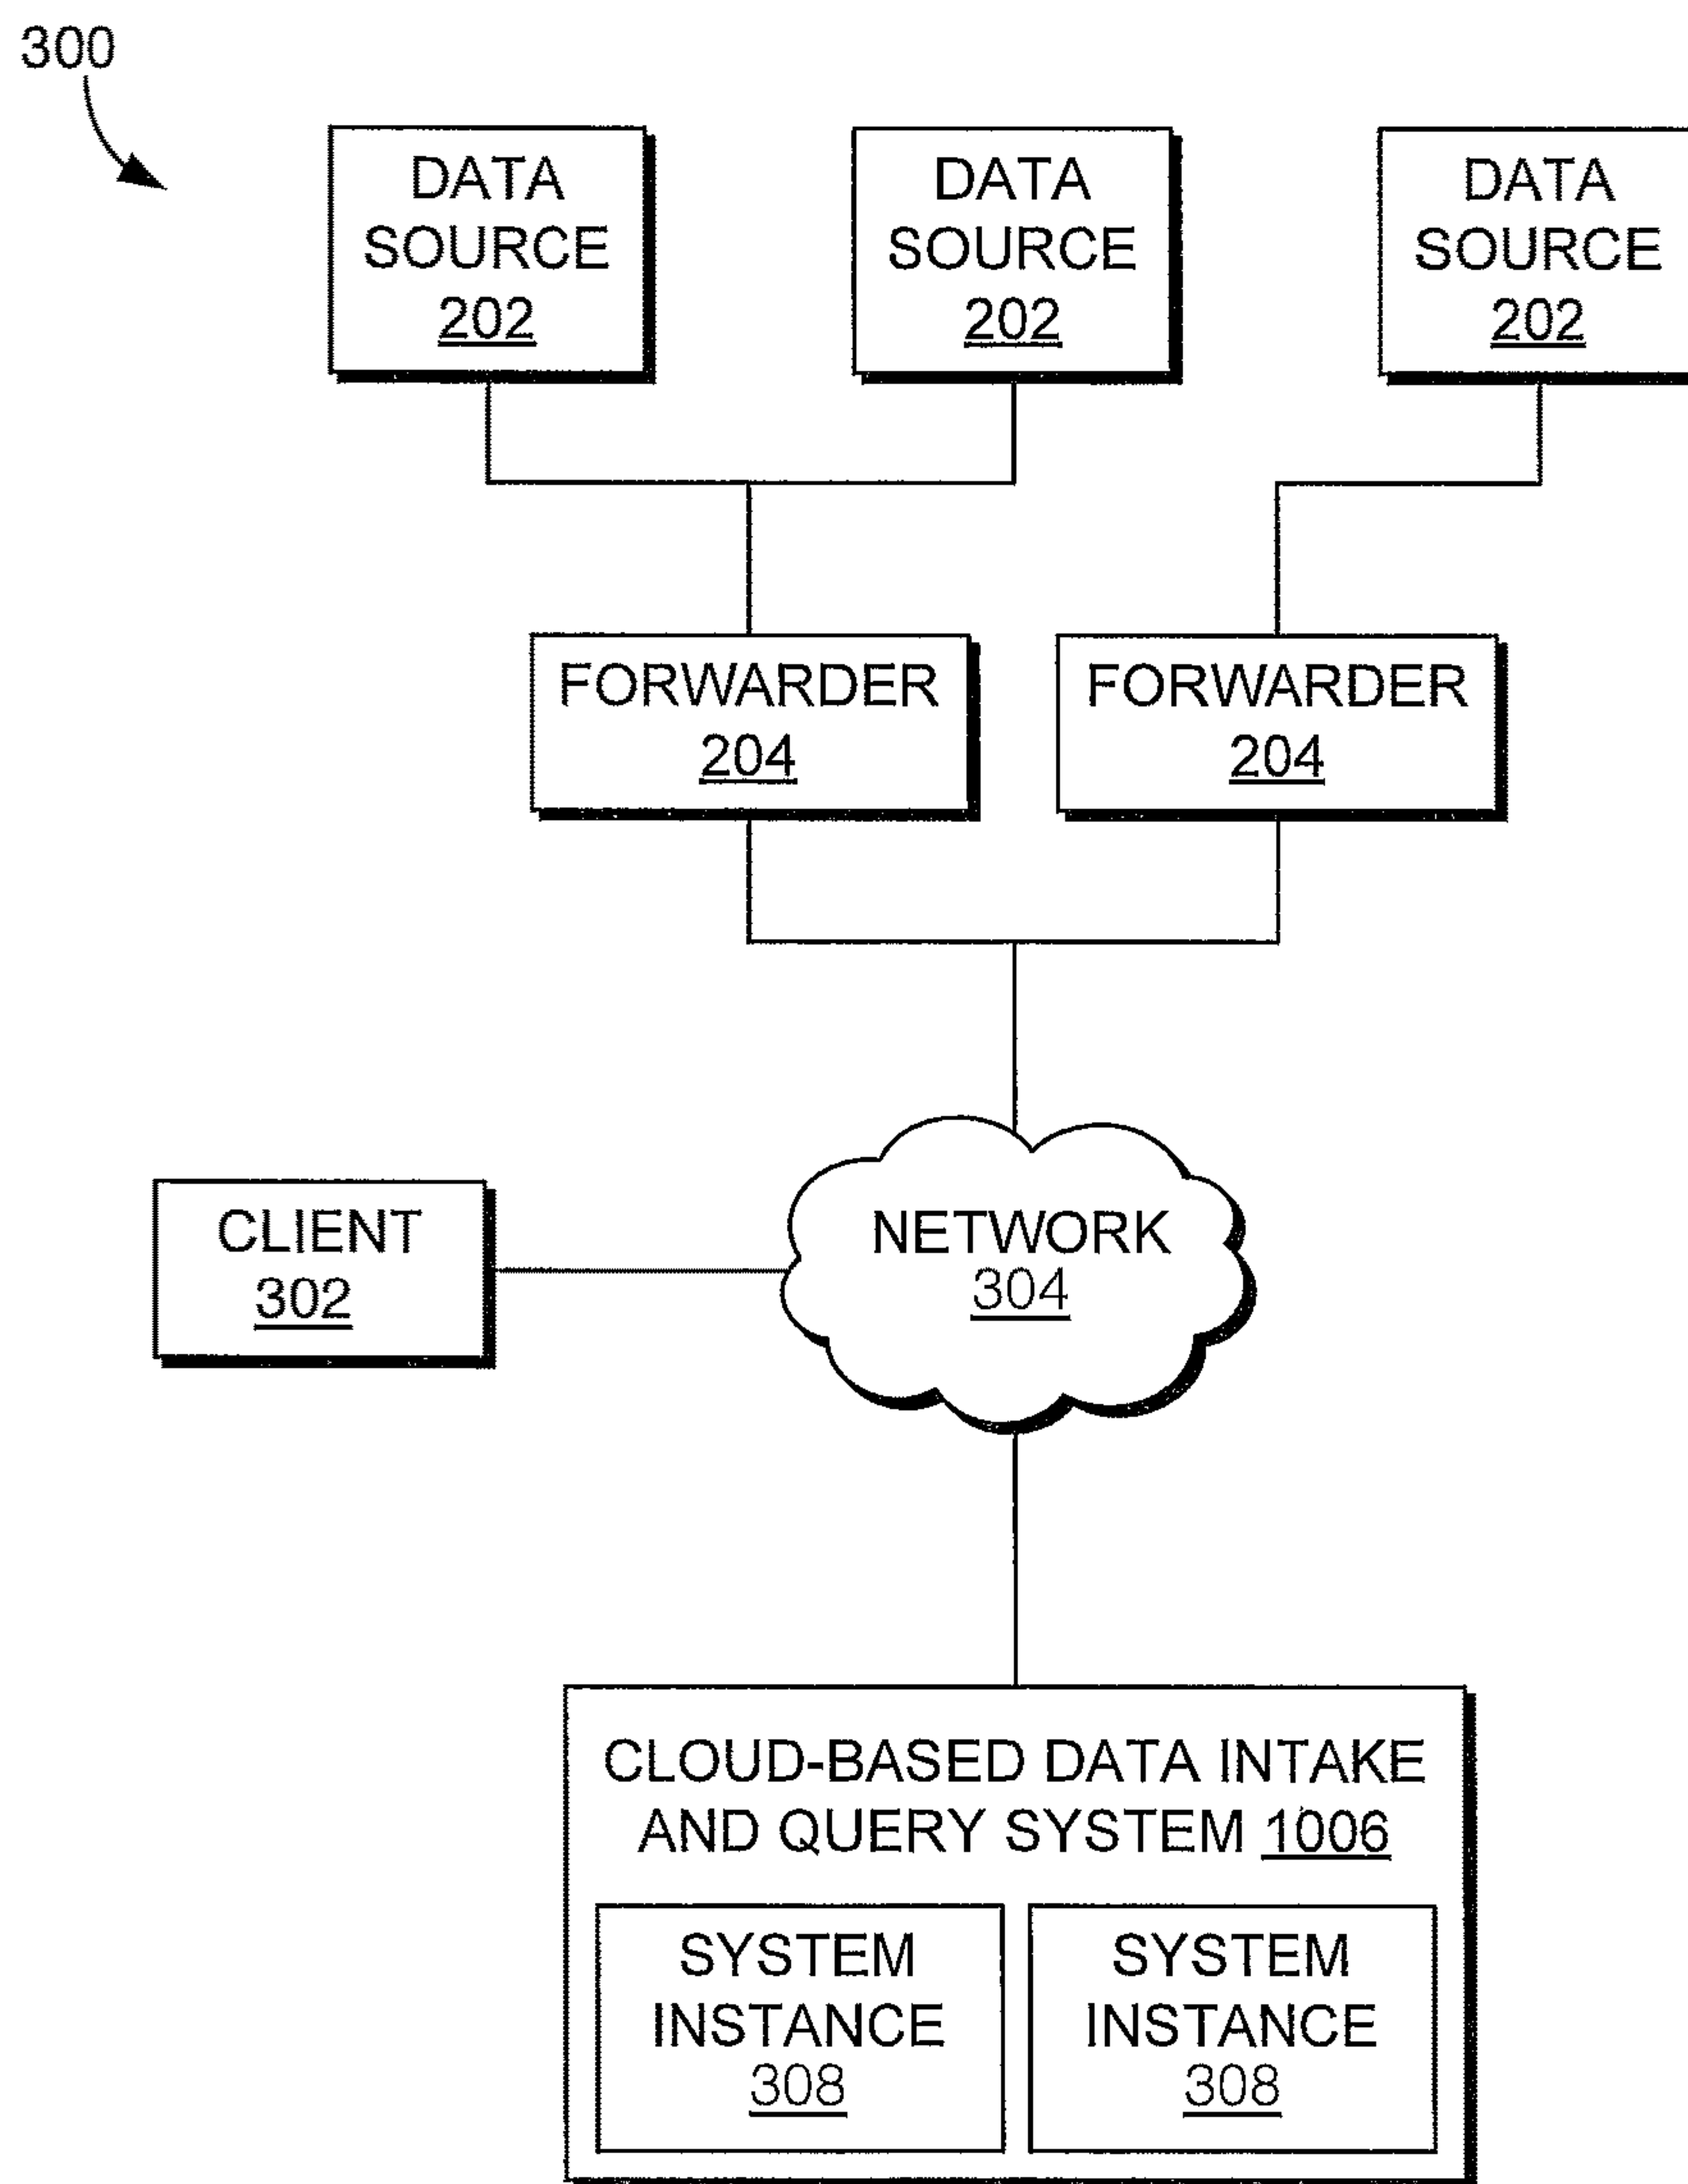 300
DATA
SOURCE
202
DATA
SOURCE
202
DATA
SOURCE
202
FORWARDER
204
FORWARDER
204
CLIENT
302
NETWORK
304
CLOUD-BASED DATA INTAKE
AND QUERY SYSTEM 1006
SYSTEM
INSTANCE
308
SYSTEM
INSTANCE
308